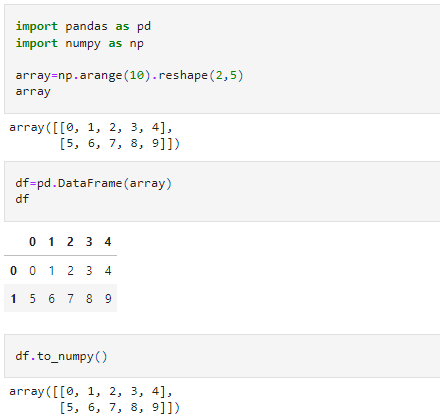 import pandas as pd
import numpy as np
array=np.arange(10).reshape(2,5)
array
array([[0, 1, 2, 3, 4],
       [5, 6, 7, 8, 9]])
df=pd.DataFrame(array)
df
0 1 2 3 4
0 0 1 2 3 4
1 5 6 7 8 9
df.to_numpy()
array([[0, 1, 2, 3, 4],
       [5, 6, 7, 8, 9]])